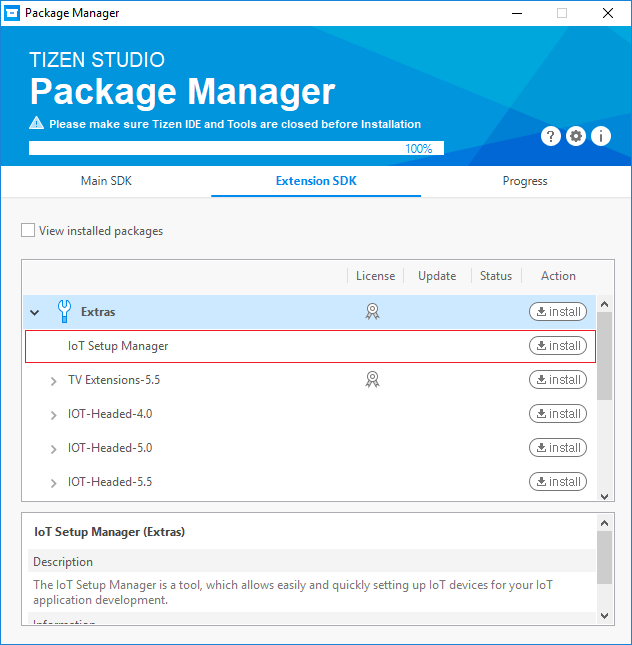 Package Manager
TIZEN STUDIO
Package Manager
Please make sure Tizen IDE and Tools are closed before Installation
100%
? i
Main SDK Extension SDK Progress
View installed packages
License Update Status Action
Extras install
IoT Setup Manager install
TV Extensions-5.5 install
IOT-Headed-4.0 install
IOT-Headed-5.0 install
IOT-Headed-5.5 install
IoT Setup Manager (Extras)
Description
The IoT Setup Manager is a tool, which allows easily and quickly setting up IoT devices for your IoT
application development.
Information